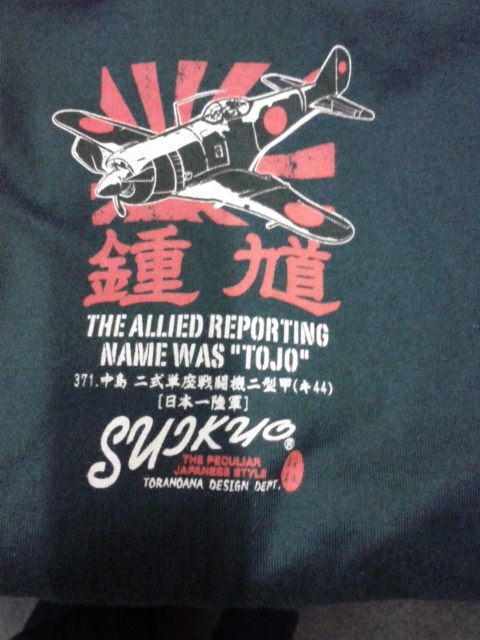 鍾 馗
THE ALLIED REPORTING
NAME WAS "TOJO"
371.中島 二式単座戦闘機二型甲(キ44)
[日本一陸軍]
SUIKYO®
THE PECULIAR
JAPANESE STYLE
TORANOANA DESIGN DEPT.